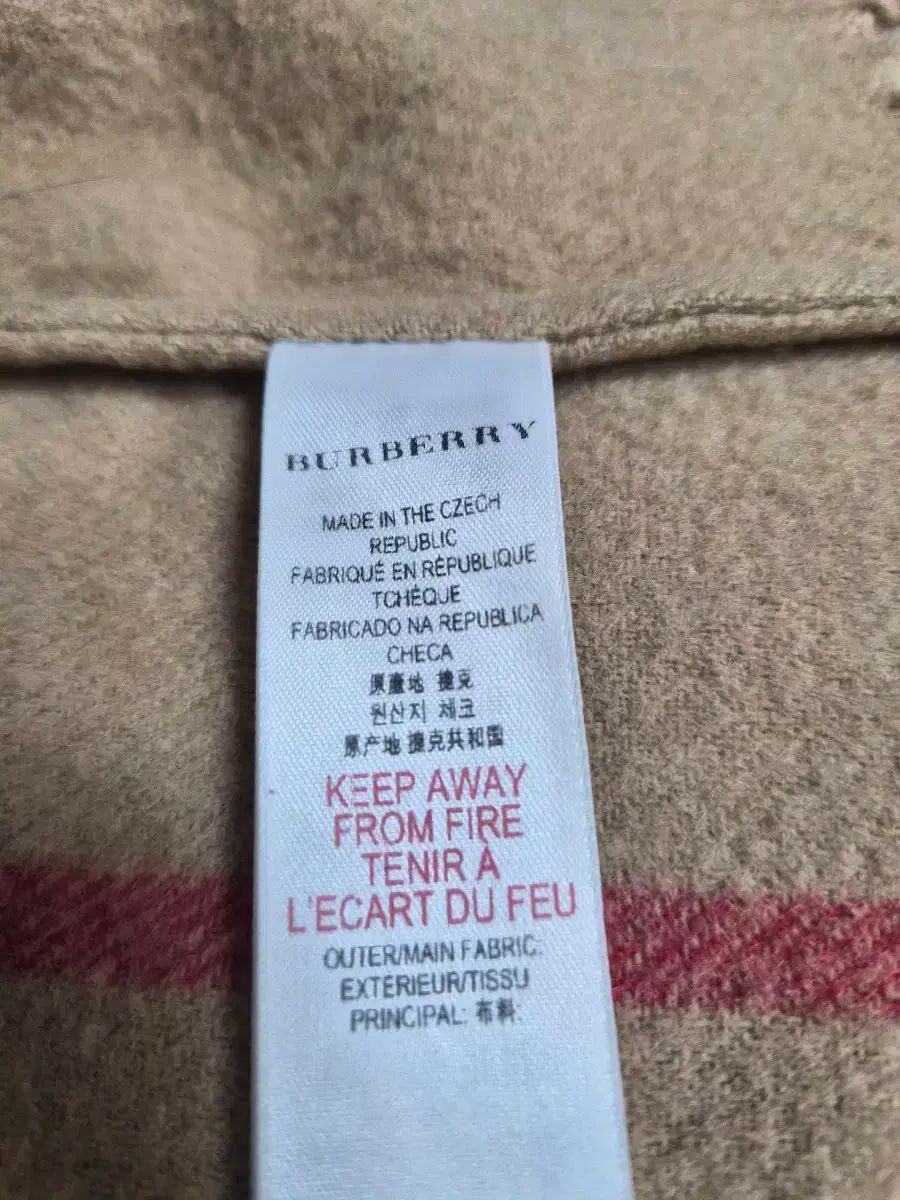 BURBERRY
MADE IN THE CZECH
REPUBLIC
FABRIQUÉ EN RÉPUBLIQUE
TCHÈQUE
FABRICADO NA REPUBLICA
CHECA
原產地 捷克
원산지 체코
原产地 捷克共和国
KEEP AWAY
FROM FIRE
TENIR À
L'ECART DU FEU
OUTER/MAIN FABRIC:
EXTERIEUR/TISSU
PRINCIPAL: 布料: